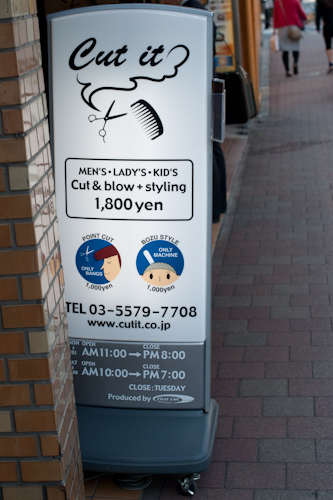 Cut it
MEN'S • LADY'S • KID'S
Cut & blow + styling
1,800 yen
POINT CUT
ONLY
BANGS
1,000yen
BOZU STYLE
ONLY
MACHINE
1,000yen
TEL 03-5579-7708
www.cutit.co.jp
OPEN CLOSE
AM11:00→PM8:00
OPEN CLOSE
AM10:00→PM7:00
CLOSE : TUESDAY
Produced by